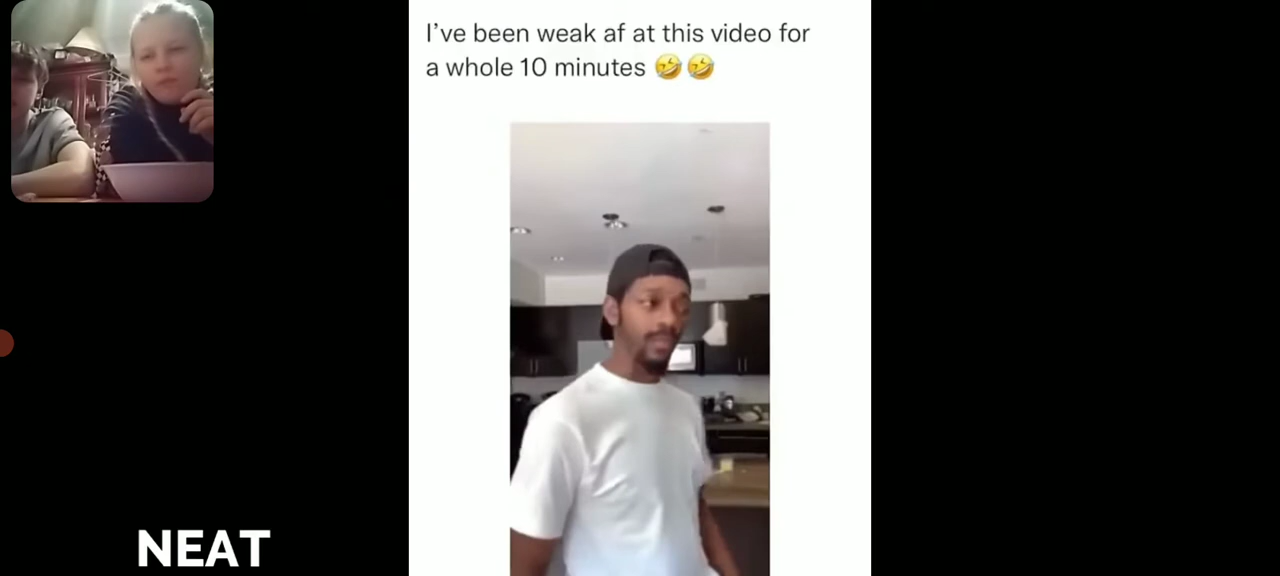 I’ve been weak af at this video for
a whole 10 minutes 🤣🤣
NEAT